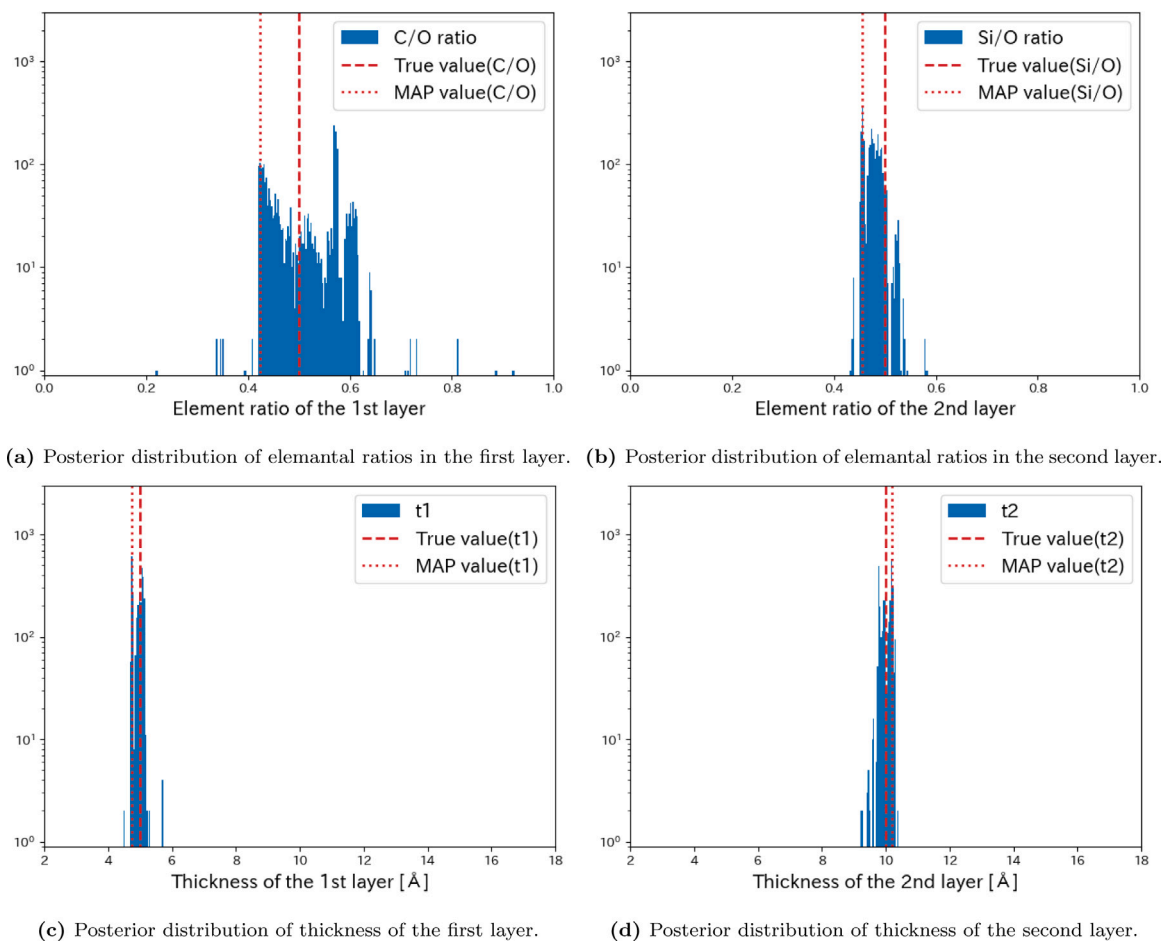 C/O ratio
True value(C/O)
MAP value(C/O)
10³
10²
10¹
10⁰
0.0 0.2 0.4 0.6 0.8 1.0
Element ratio of the 1st layer
(a) Posterior distribution of elemantal ratios in the first layer.
Si/O ratio
True value(Si/O)
MAP value(Si/O)
10³
10²
10¹
10⁰
0.0 0.2 0.4 0.6 0.8 1.0
Element ratio of the 2nd layer
(b) Posterior distribution of elemantal ratios in the second layer.
t1
True value(t1)
MAP value(t1)
10³
10²
10¹
10⁰
2 4 6 8 10 12 14 16 18
Thickness of the 1st layer [Å]
(c) Posterior distribution of thickness of the first layer.
t2
True value(t2)
MAP value(t2)
10³
10²
10¹
10⁰
2 4 6 8 10 12 14 16 18
Thickness of the 2nd layer [Å]
(d) Posterior distribution of thickness of the second layer.